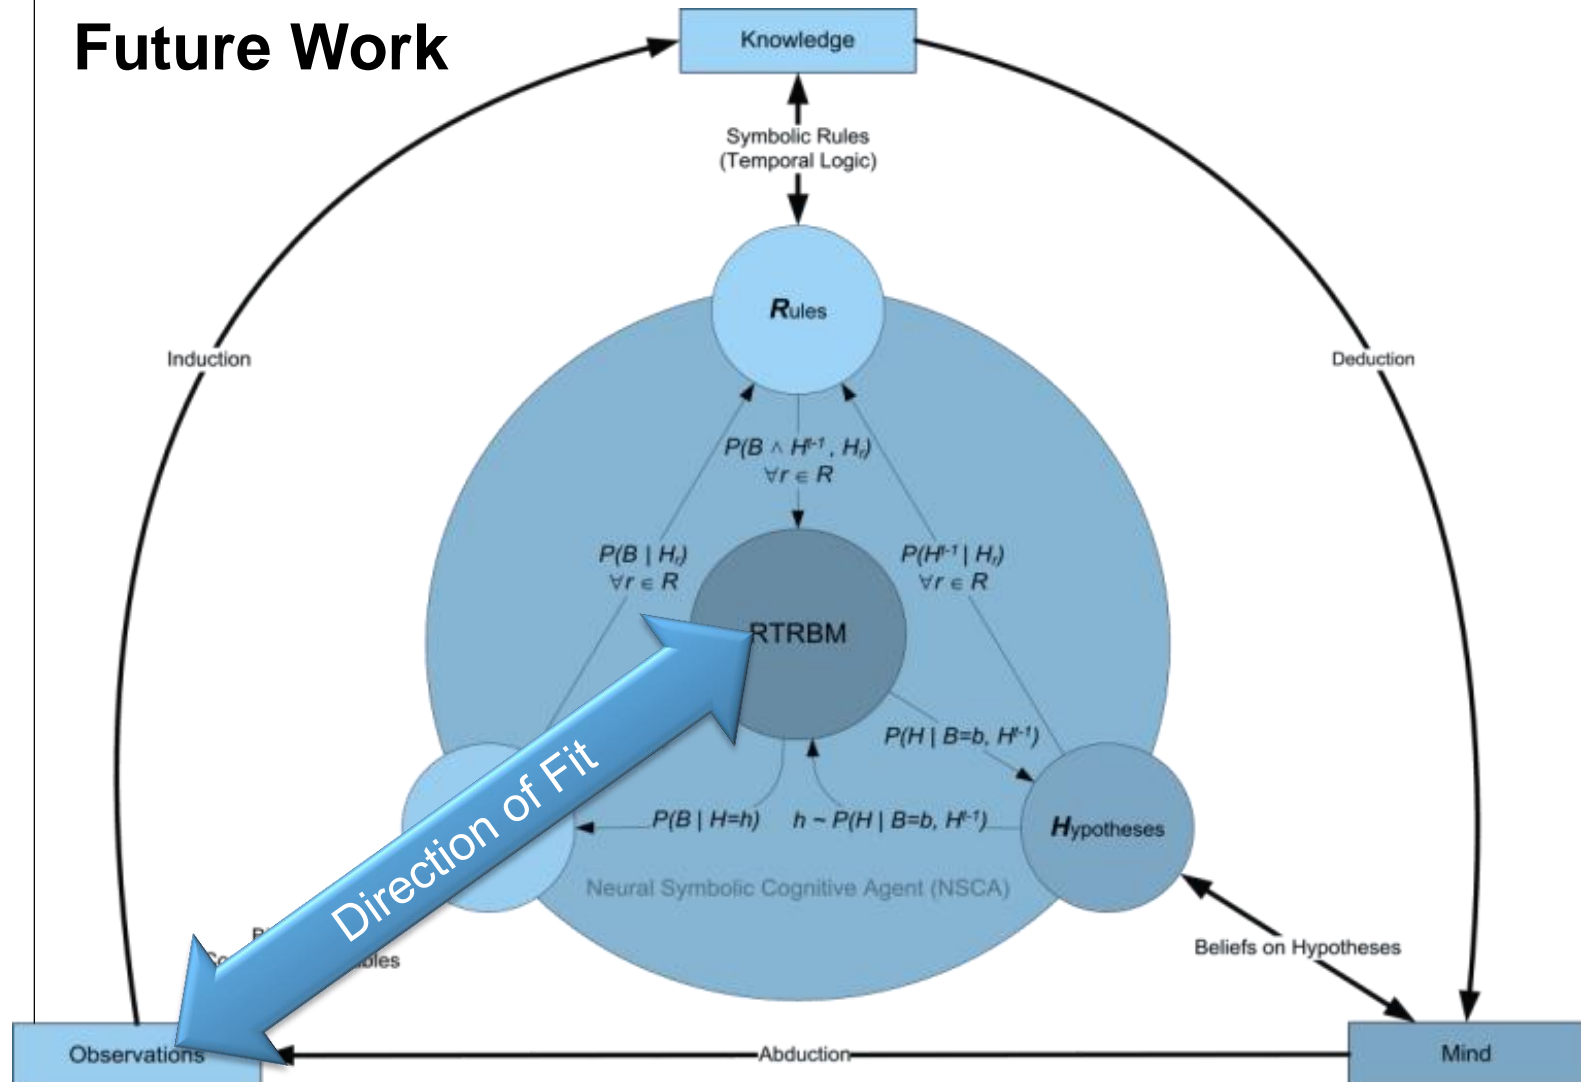 Future Work
Knowledge
Symbolic Rules
(Temporal Logic)
Rules
Induction
Deduction
P(B ∧ Hᵗ⁻¹, Hᵣ)
∀r ∈ R
P(B | Hᵣ)
∀r ∈ R
P(Hᵗ⁻¹ | Hᵣ)
∀r ∈ R
RTRBM
P(H | B=b, Hᵗ⁻¹)
P(B | H=h)
h ~ P(H | B=b, Hᵗ⁻¹)
Hypotheses
Direction of Fit
Neural Symbolic Cognitive Agent (NSCA)
Beliefs on Hypotheses
Observations
Abduction
Mind